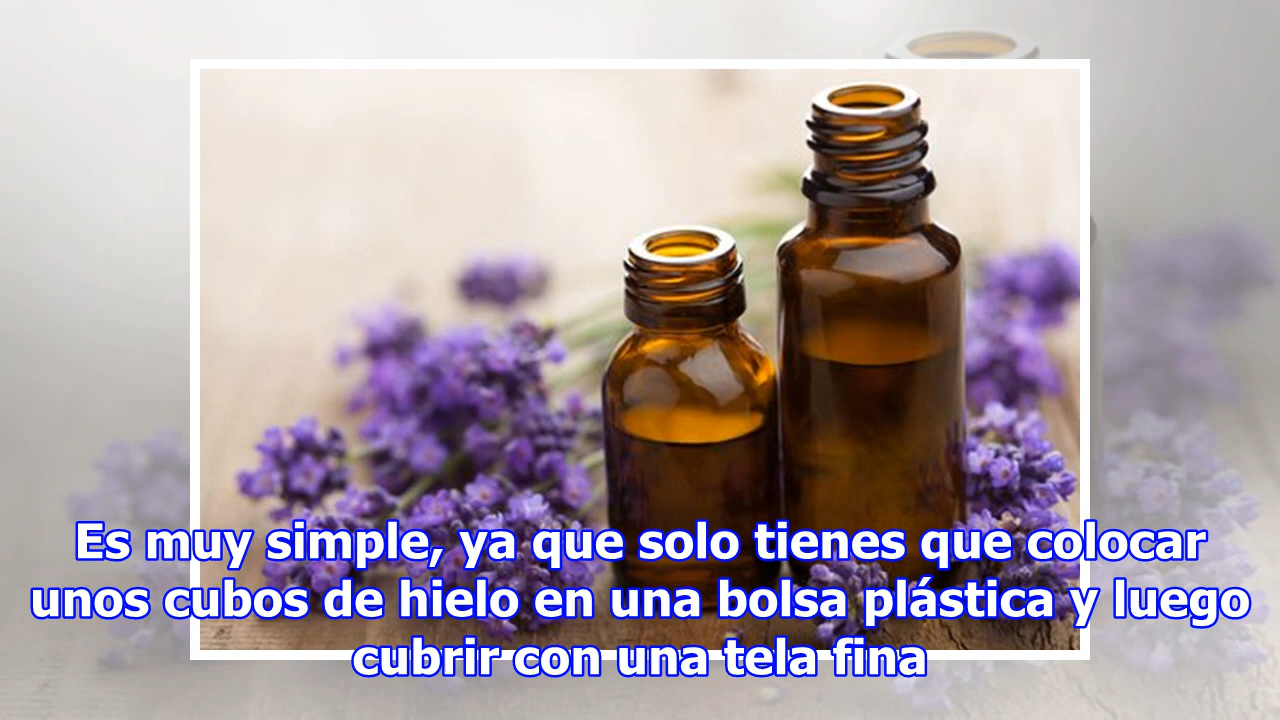 Es muy simple, ya que solo tienes que colocar
unos cubos de hielo en una bolsa plástica y luego
cubrir con una tela fina